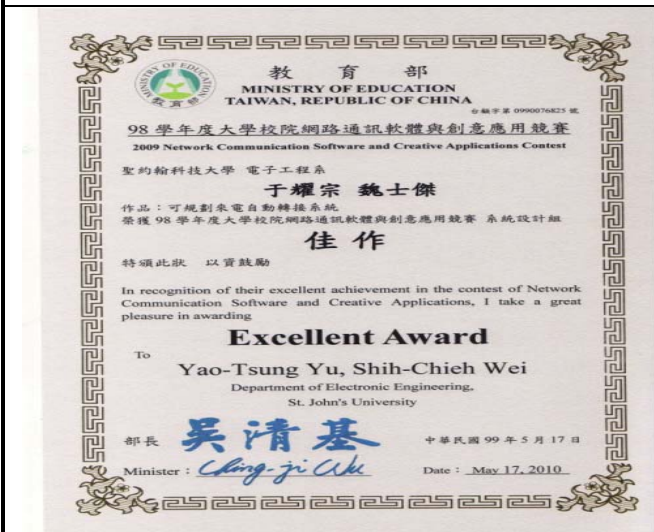 MINISTRY OF EDUCATION
教育部
教 育 部
MINISTRY OF EDUCATION
TAIWAN, REPUBLIC OF CHINA
台顧字第 0990076825 號
98 學年度大學校院網路通訊軟體與創意應用競賽
2009 Network Communication Software and Creative Applications Contest
聖約翰科技大學 電子工程系
于耀宗 魏士傑
作品：可規劃來電自動轉接系統
榮獲 98 學年度大學校院網路通訊軟體與創意應用競賽 系統設計組
佳作
特頒此狀 以資鼓勵
In recognition of their excellent achievement in the contest of Network
Communication Software and Creative Applications, I take a great
pleasure in awarding
Excellent Award
To
Yao-Tsung Yu, Shih-Chieh Wei
Department of Electronic Engineering,
St. John's University
部長 吳清基
中華民國 99 年 5 月 17 日
Minister : Ching-ji Wu
Date : May 17, 2010